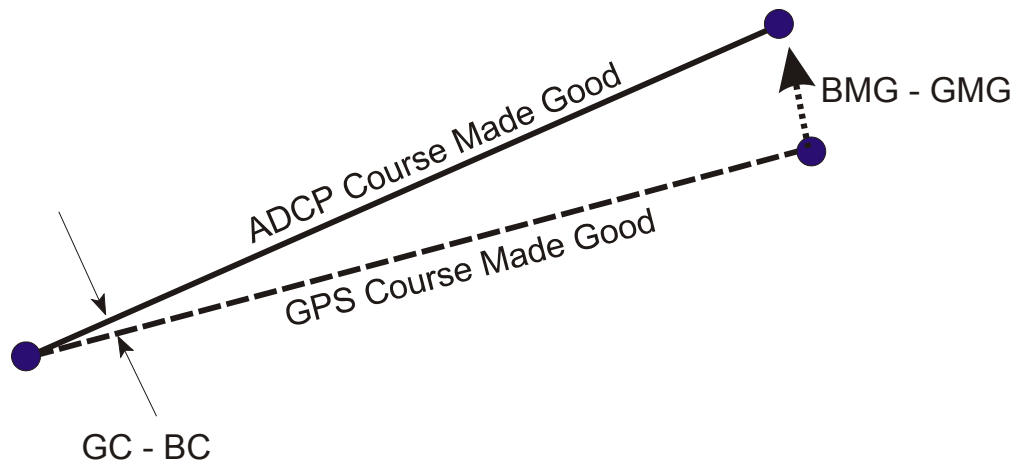 ADCP Course Made Good
BMG - GMG
GPS Course Made Good
GC - BC